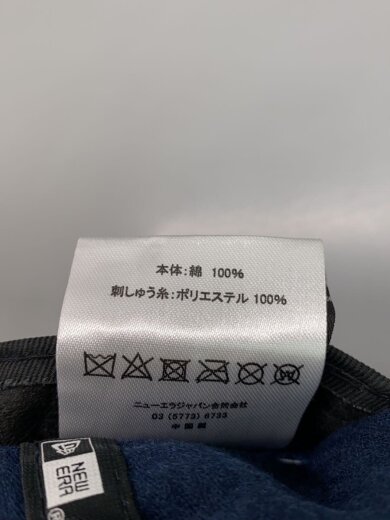 本体:綿 100%
刺しゅう糸:ポリエステル 100%
ニューエラジャパン合同会社
03 (5773) 6733
中国製
NEW ERA